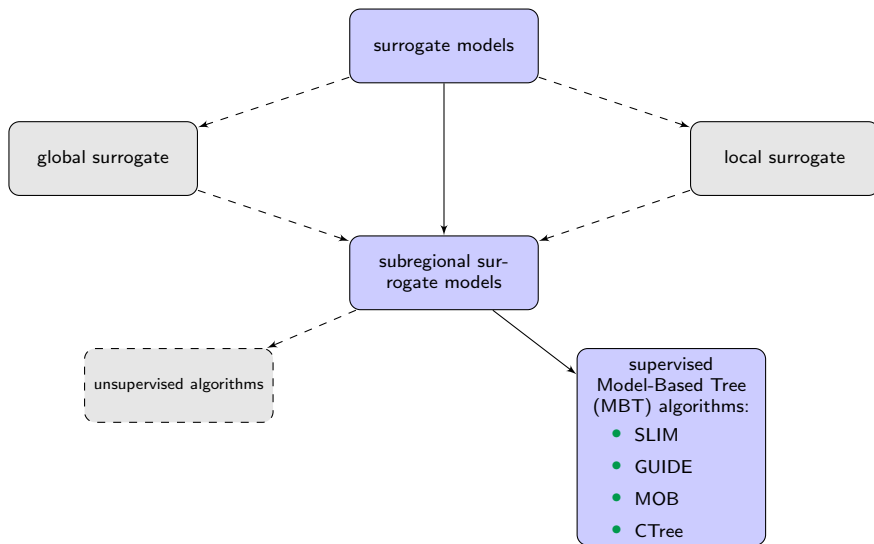 surrogate models
global surrogate
local surrogate
subregional sur-
rogate models
unsupervised algorithms
supervised
Model-Based Tree
(MBT) algorithms:
• SLIM
• GUIDE
• MOB
• CTree